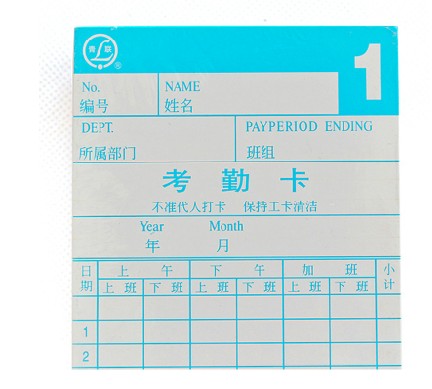 晋联 ®
1
No. NAME
编号 姓名
DEPT. PAYPERIOD ENDING
所属部门 班组
考勤卡
不准代人打卡 保持工卡清洁
Year Month
年 月
日期 上午 下午 加班 小计
上班 下班 上班 下班 上班 下班
1
2